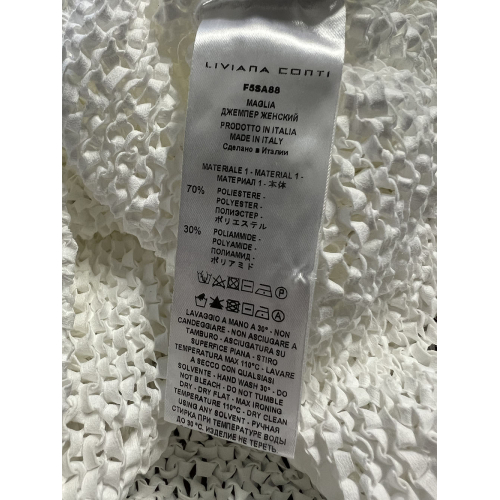 LIVIANA CONTI
F5SA88
MAGLIA
ДЖЕМПЕР ЖЕНСКИЙ
PRODOTTO IN ITALIA
MADE IN ITALY
Сделано в Италии
MATERIALE 1 - MATERIAL 1 -
МАТЕРИАЛ 1 - 本体
70% POLIESTERE -
POLYESTER -
ПОЛИЭСТЕР -
ポリエステル
30% POLIAMMIDE -
POLYAMIDE -
ПОЛИАМИД -
ポリアミド
LAVAGGIO A MANO A 30° - NON
CANDEGGIARE - NON ASCIUGARE A
TAMBURO - ASCIUGATURA SU
SUPERFICE PIANA - STIRO
TEMPERATURA MAX 110°C - LAVARE
A SECCO CON QUALSIASI
SOLVENTE - HAND WASH 30° - DO
NOT BLEACH - DO NOT TUMBLE
DRY - DRY FLAT - MAX IRONING
TEMPERATURE 110°C - DRY CLEAN
USING ANY SOLVENT - РУЧНАЯ
СТИРКА ПРИ ТЕМПЕРАТУРЕ ВОДЫ
ДО 30 °C. ИЗДЕЛИЕ НЕ ТЕРЕТЬ